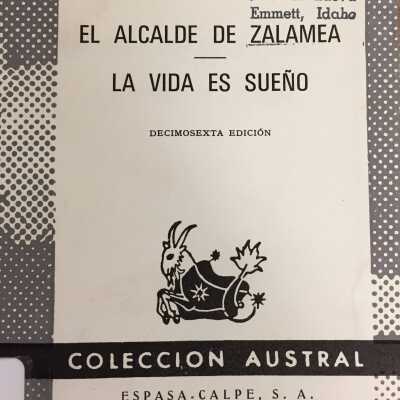 Emmett, Idaho
EL ALCALDE DE ZALAMEA
LA VIDA ES SUEÑO
DECIMOSEXTA EDICIÓN
COLECCION AUSTRAL
ESPASA-CALPE, S. A.